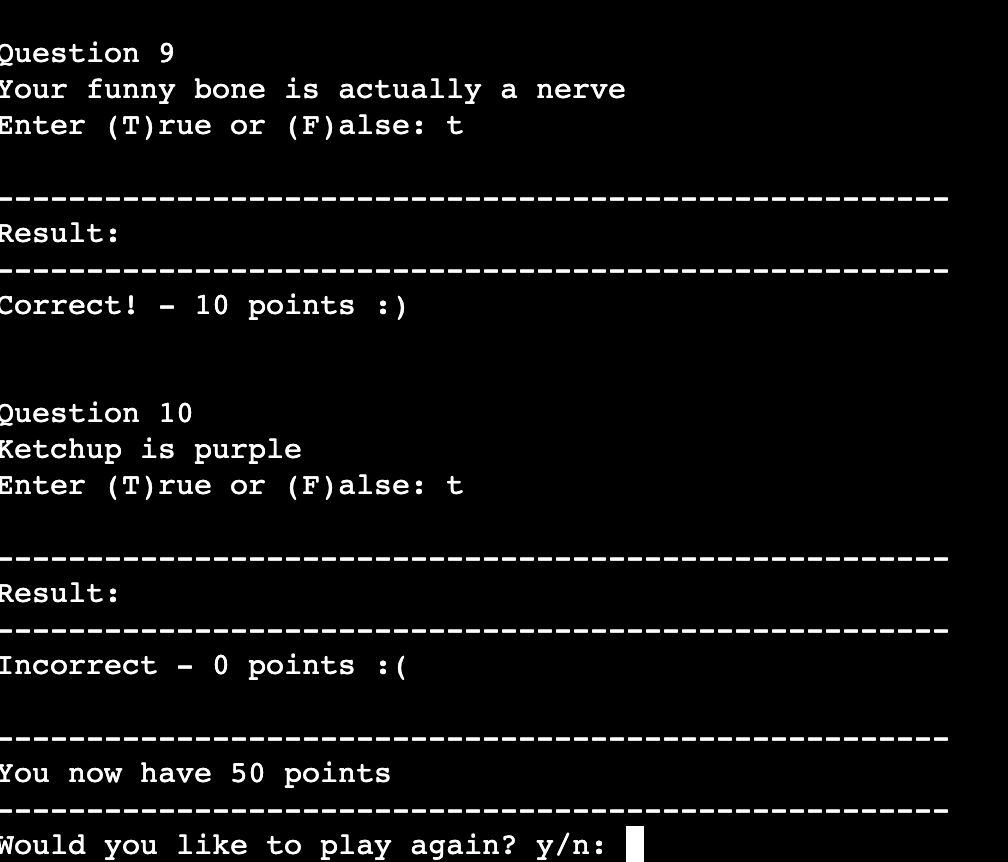 Question 9
Your funny bone is actually a nerve
Enter (T)rue or (F)alse: t
-----------------------------------------------------
Result:
-----------------------------------------------------
Correct! - 10 points :)
Question 10
Ketchup is purple
Enter (T)rue or (F)alse: t
-----------------------------------------------------
Result:
-----------------------------------------------------
Incorrect - 0 points :(
-----------------------------------------------------
You now have 50 points
-----------------------------------------------------
Would you like to play again? y/n: